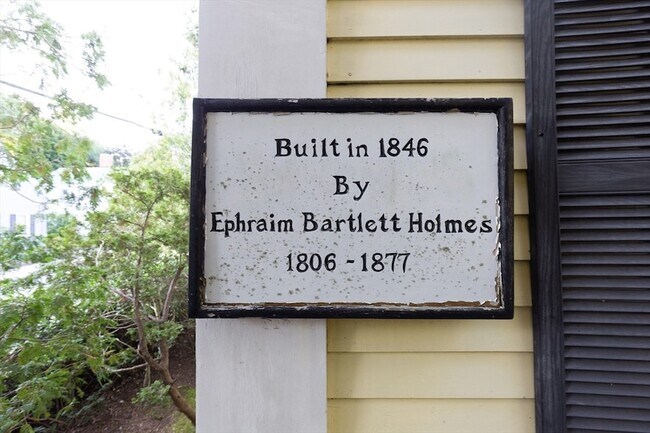 Built in 1846
By
Ephraim Bartlett Holmes
1806 - 1877